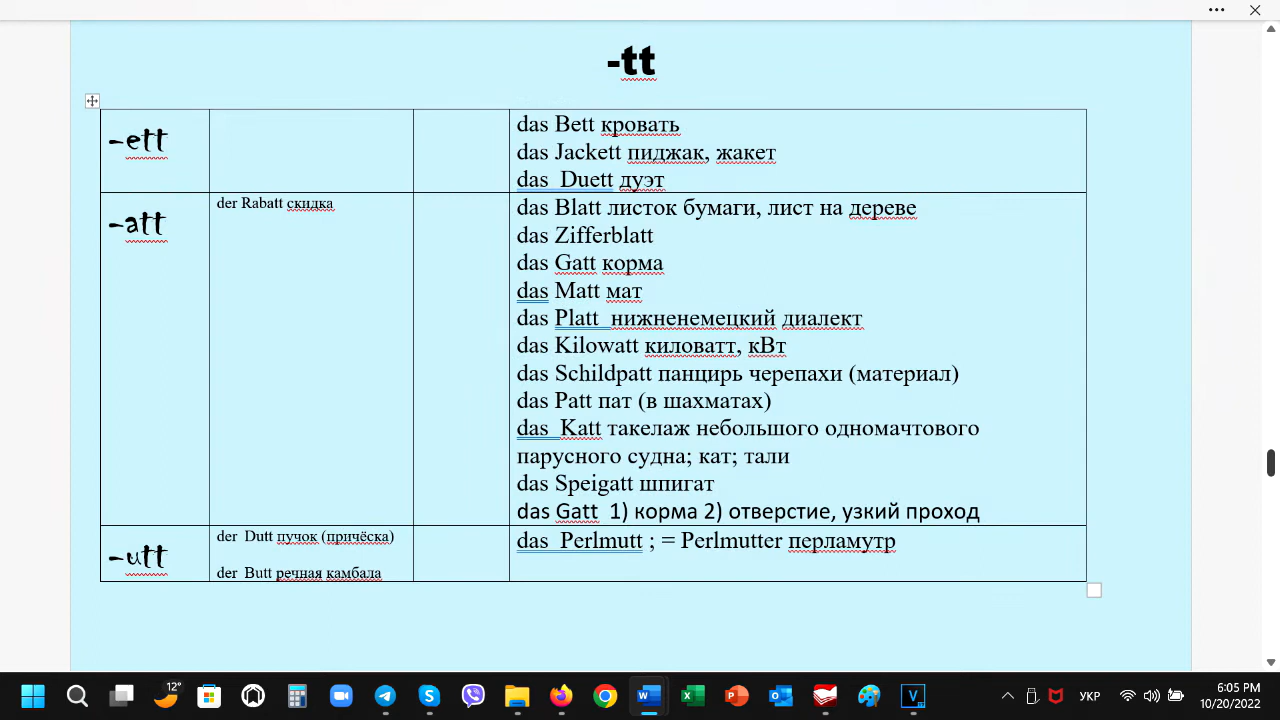 -tt
-ett
das Bett кровать
das Jackett пиджак, жакет
das Duett дуэт
-att
der Rabatt скидка
das Blatt листок бумаги, лист на дереве
das Zifferblatt
das Gatt корма
das Matt мат
das Platt нижненемецкий диалект
das Kilowatt киловатт, кВт
das Schildpatt панцирь черепахи (материал)
das Patt пат (в шахматах)
das Katt такелаж небольшого одномачтового
парусного судна; кат; тали
das Speigatt шпигат
das Gatt 1) корма 2) отверстие, узкий проход
-utt
der Dutt пучок (причёска)
der Butt речная камбала
das Perlmutt ; = Perlmutter перламутр
12°
УКР
6:05 PM
10/20/2022